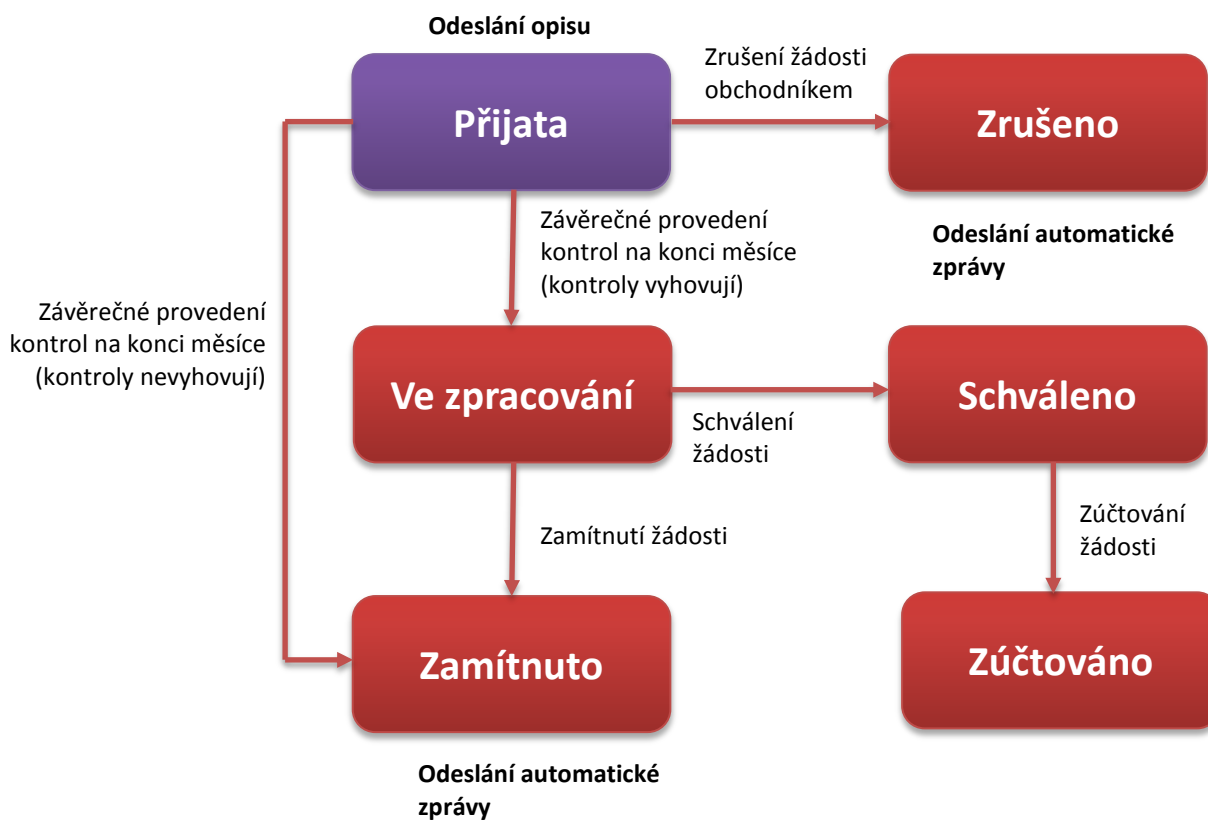 Odeslání opisu
Přijata
Zrušení žádosti
obchodníkem
Zrušeno
Odeslání automatické
zprávy
Závěrečné provedení
kontrol na konci měsíce
(kontroly vyhovují)
Závěrečné provedení
kontrol na konci měsíce
(kontroly nevyhovují)
Ve zpracování
Schválení
žádosti
Schváleno
Zamítnutí žádosti
Zúčtování
žádosti
Zamítnuto
Zúčtováno
Odeslání automatické
zprávy